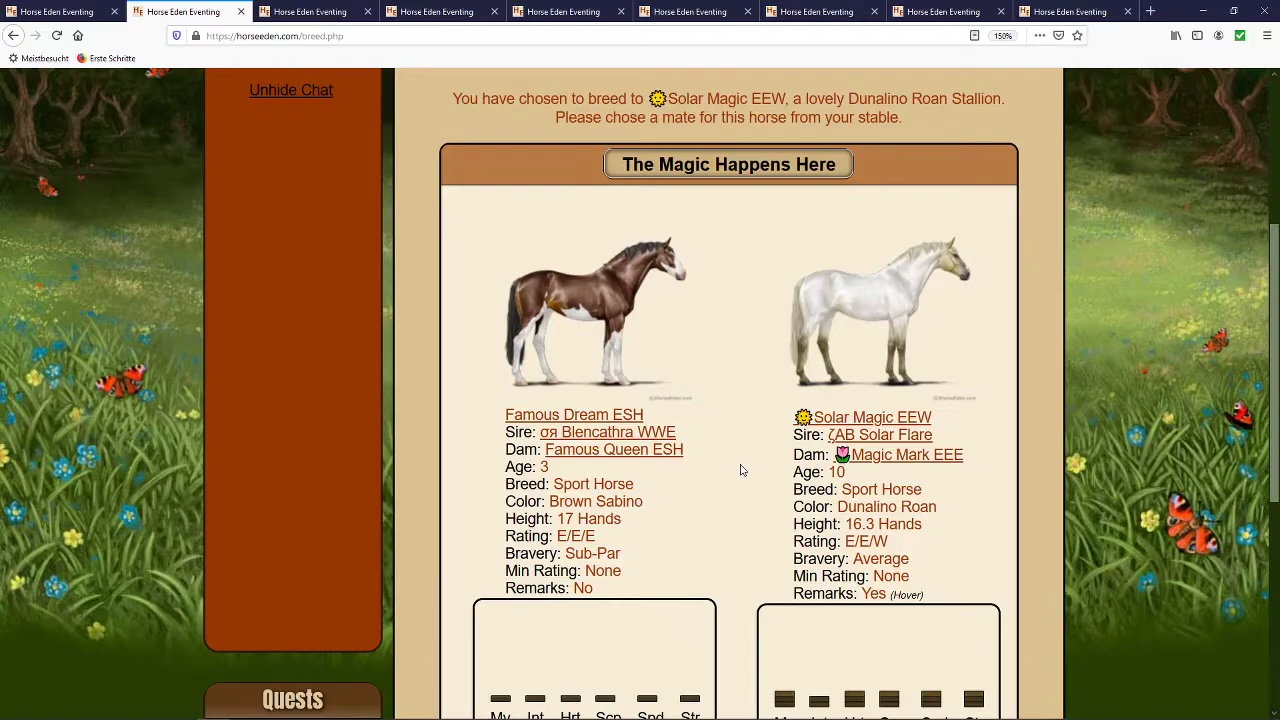 Horse Eden Eventing
Horse Eden Eventing
Horse Eden Eventing
Horse Eden Eventing
Horse Eden Eventing
Horse Eden Eventing
Horse Eden Eventing
Horse Eden Eventing
Horse Eden Eventing
https://horseeden.com/breed.php
150%
Meistbesucht
Erste Schritte
Unhide Chat
Quests
You have chosen to breed to Solar Magic EEW, a lovely Dunalino Roan Stallion.
Please chose a mate for this horse from your stable.
The Magic Happens Here
Famous Dream ESH
Sire: σя Blencathra WWE
Dam: Famous Queen ESH
Age: 3
Breed: Sport Horse
Color: Brown Sabino
Height: 17 Hands
Rating: E/E/E
Bravery: Sub-Par
Min Rating: None
Remarks: No
Mv Int Hrt Scp Spd Str
Solar Magic EEW
Sire: ζAB Solar Flare
Dam: Magic Mark EEE
Age: 10
Breed: Sport Horse
Color: Dunalino Roan
Height: 16.3 Hands
Rating: E/E/W
Bravery: Average
Min Rating: None
Remarks: Yes (Hover)